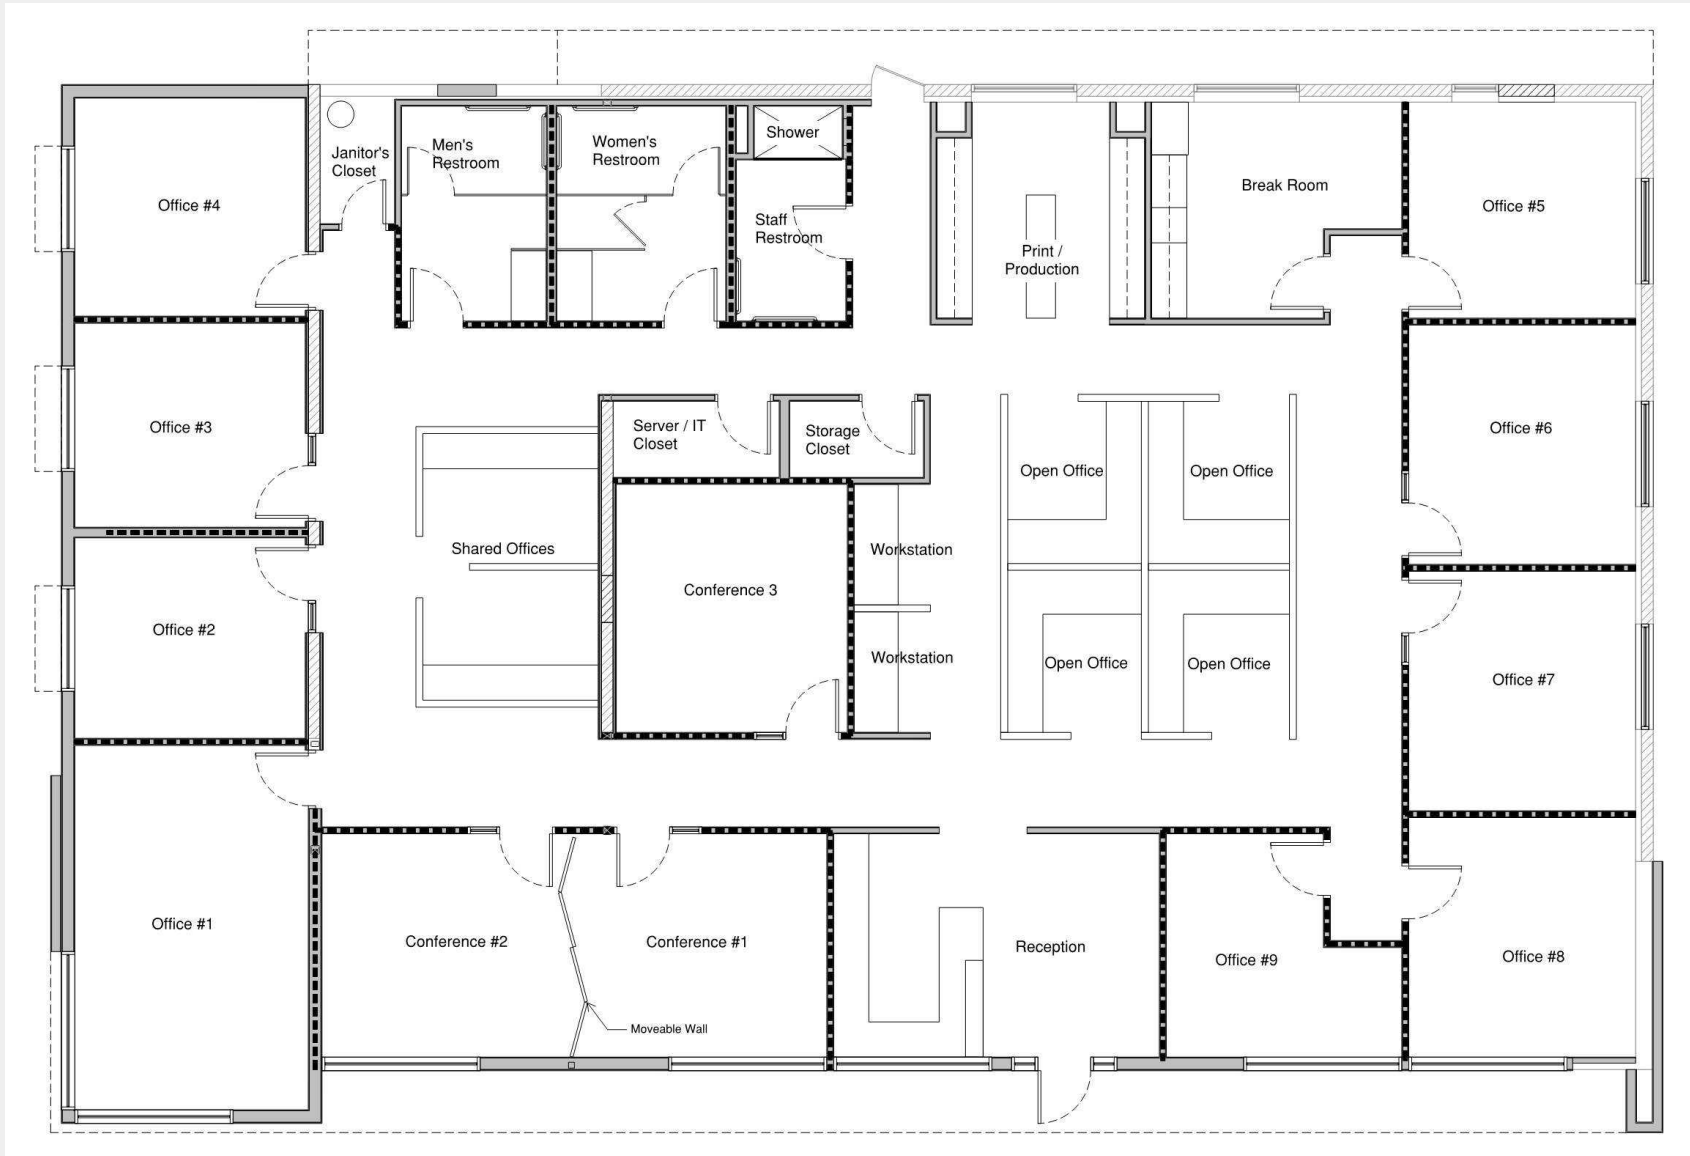 Shower
Men's
Restroom
Women's
Restroom
Janitor's
Closet
Office #4
Staff
Restroom
Print /
Production
Break Room
Office #5
Office #3
Server / IT
Closet
Storage
Closet
Office #6
Open Office
Open Office
Shared Offices
Workstation
Conference 3
Office #2
Workstation
Open Office
Open Office
Office #7
Office #1
Conference #2
Conference #1
Reception
Office #9
Office #8
Moveable Wall